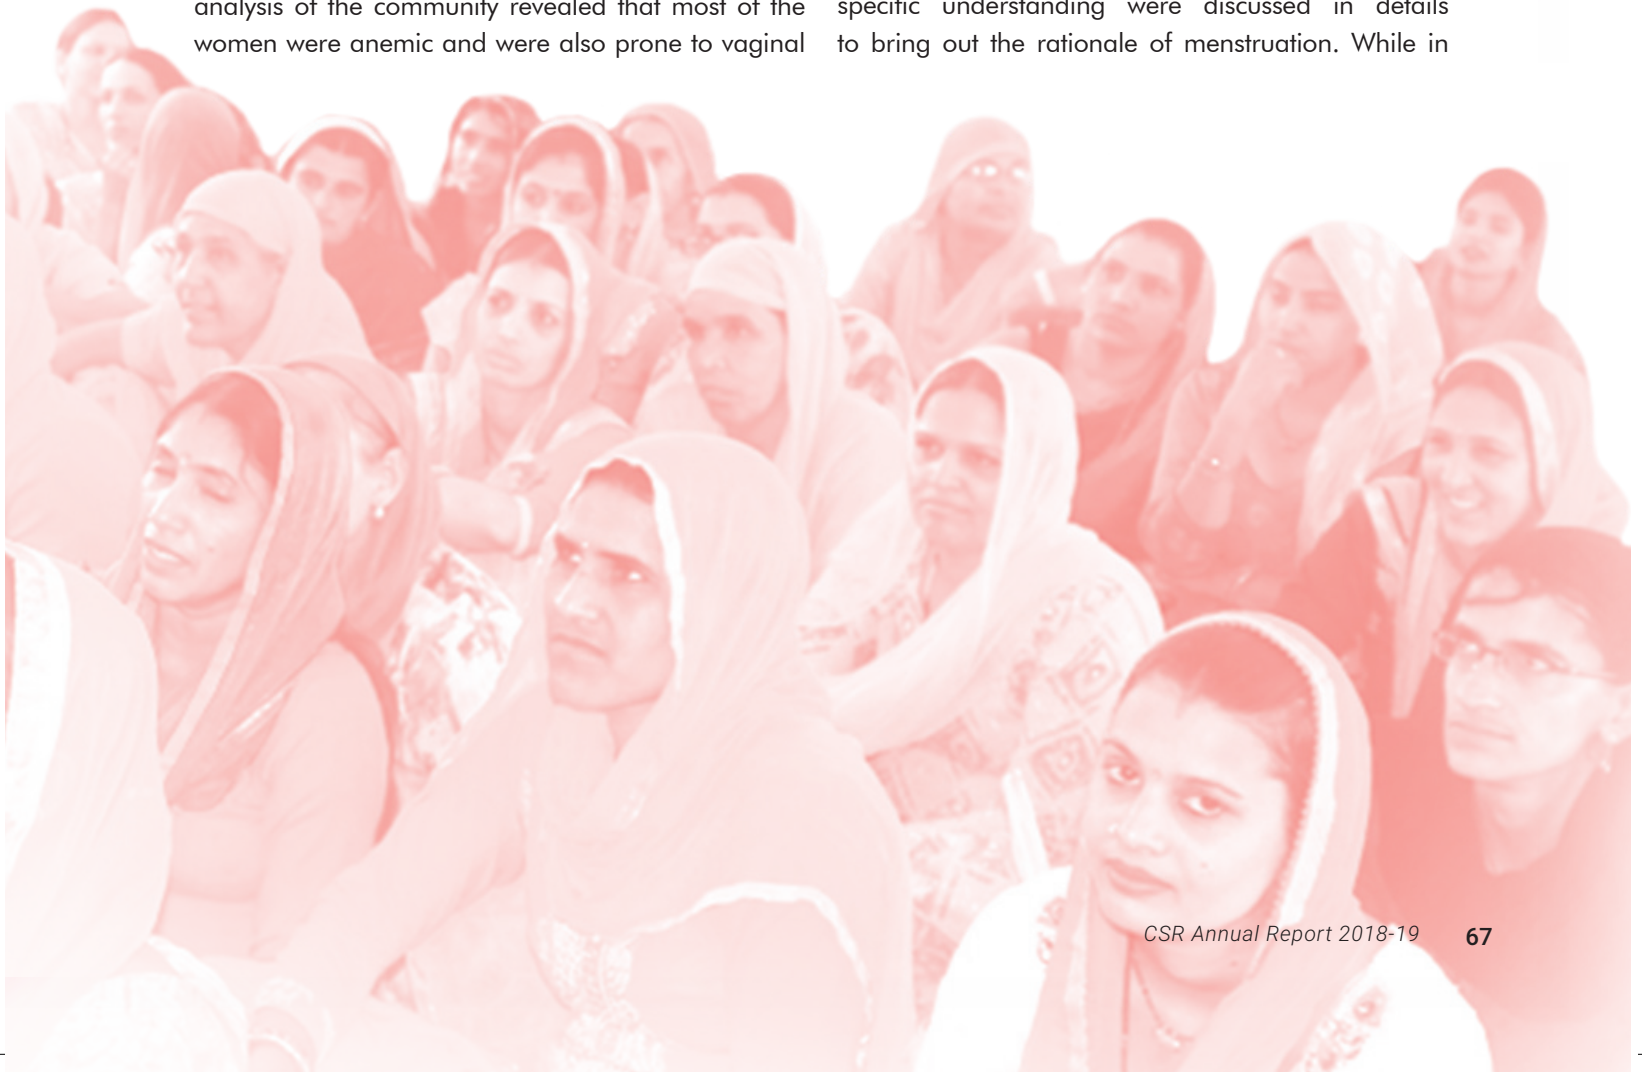 analysis of the community revealed that most of the
women were anemic and were also prone to vaginal
specific understanding were discussed in details
to bring out the rationale of menstruation. While in
CSR Annual Report 2018-19 67